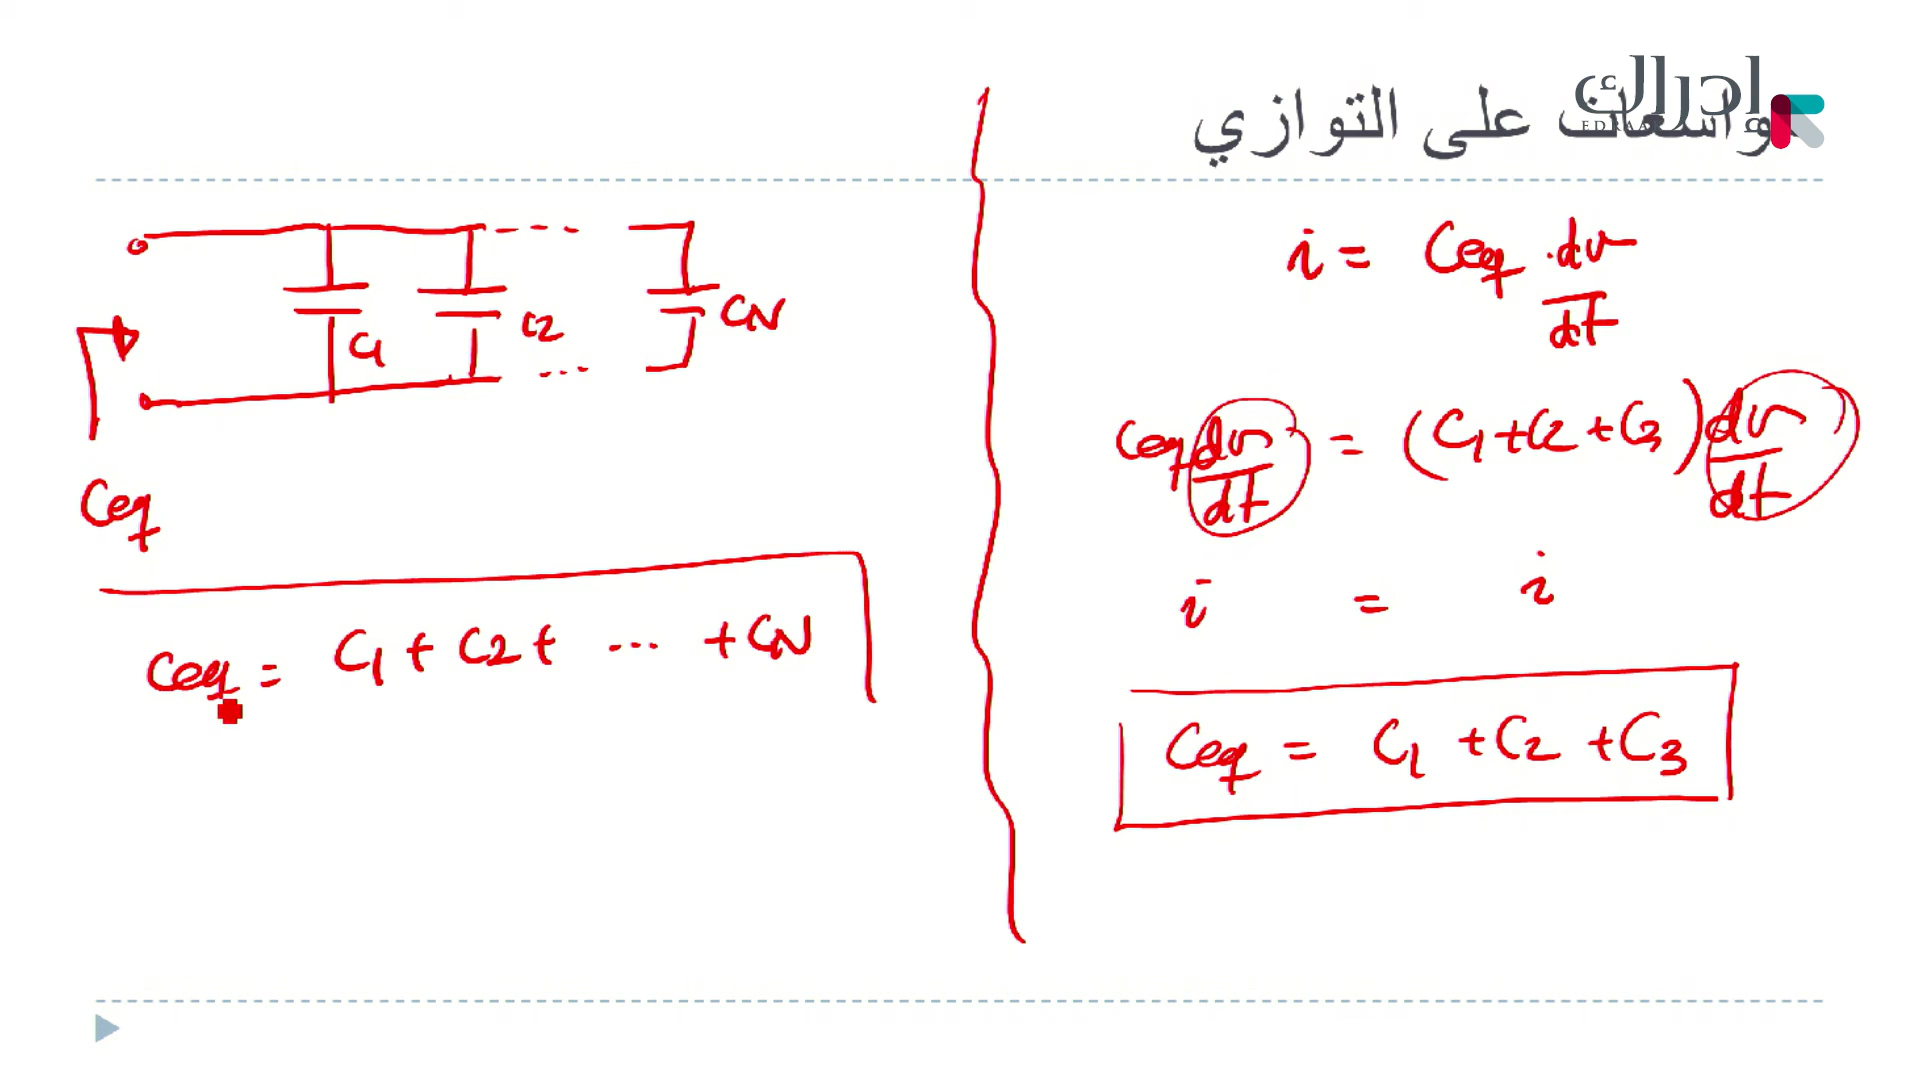 مواسعات على التوازي
إدراك
EDRAAK
i = Ceq . dv/dt
Ceq dv/dt = (C1 + C2 + C3) dv/dt
i = i
Ceq = C1 + C2 + C3
C1 C2 CN
Ceq
Ceq = C1 + C2 + ... + CN